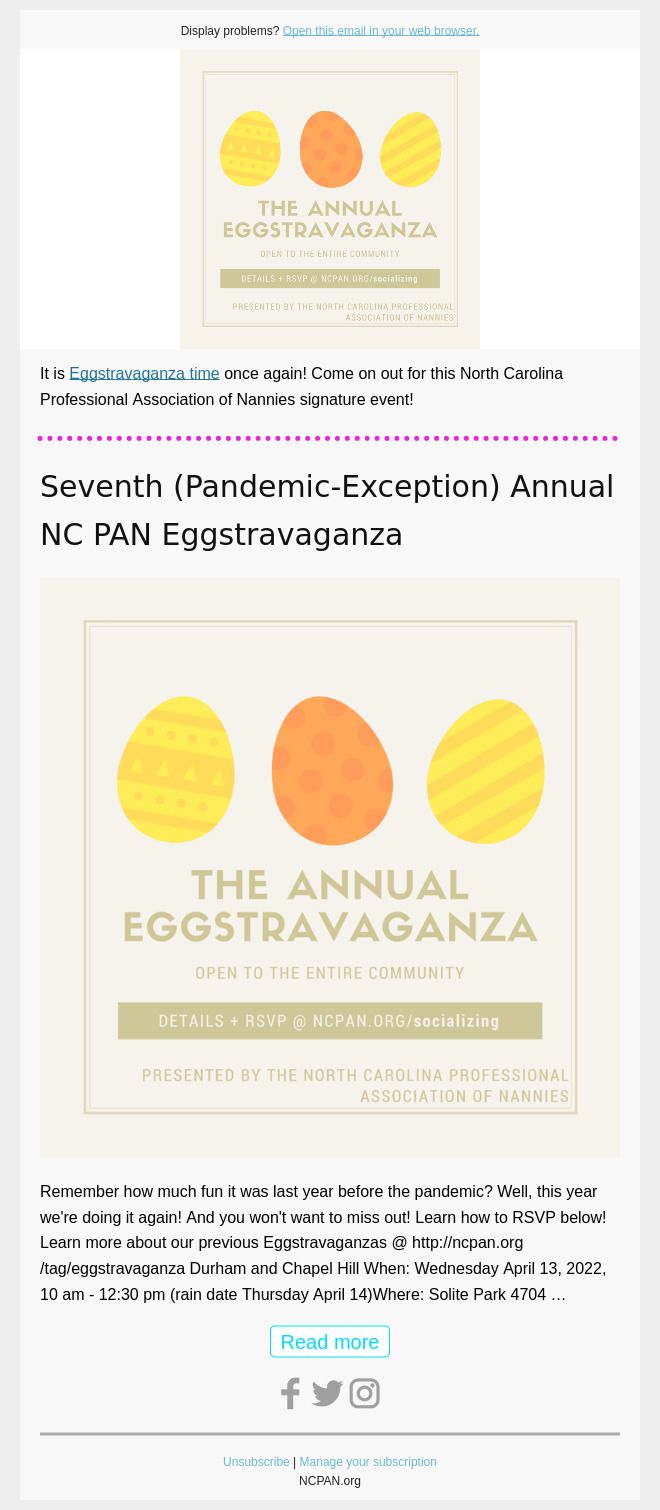 Display problems? Open this email in your web browser.
THE ANNUAL
EGGSTRAVAGANZA
OPEN TO THE ENTIRE COMMUNITY
DETAILS + RSVP @ NCPAN.ORG/socializing
PRESENTED BY THE NORTH CAROLINA PROFESSIONAL
ASSOCIATION OF NANNIES
It is Eggstravaganza time once again! Come on out for this North Carolina
Professional Association of Nannies signature event!
Seventh (Pandemic-Exception) Annual
NC PAN Eggstravaganza
THE ANNUAL
EGGSTRAVAGANZA
OPEN TO THE ENTIRE COMMUNITY
DETAILS + RSVP @ NCPAN.ORG/socializing
PRESENTED BY THE NORTH CAROLINA PROFESSIONAL
ASSOCIATION OF NANNIES
Remember how much fun it was last year before the pandemic? Well, this year
we're doing it again! And you won't want to miss out! Learn how to RSVP below!
Learn more about our previous Eggstravaganzas @ http://ncpan.org
/tag/eggstravaganza Durham and Chapel Hill When: Wednesday April 13, 2022,
10 am - 12:30 pm (rain date Thursday April 14)Where: Solite Park 4704 …
Read more
Unsubscribe | Manage your subscription
NCPAN.org